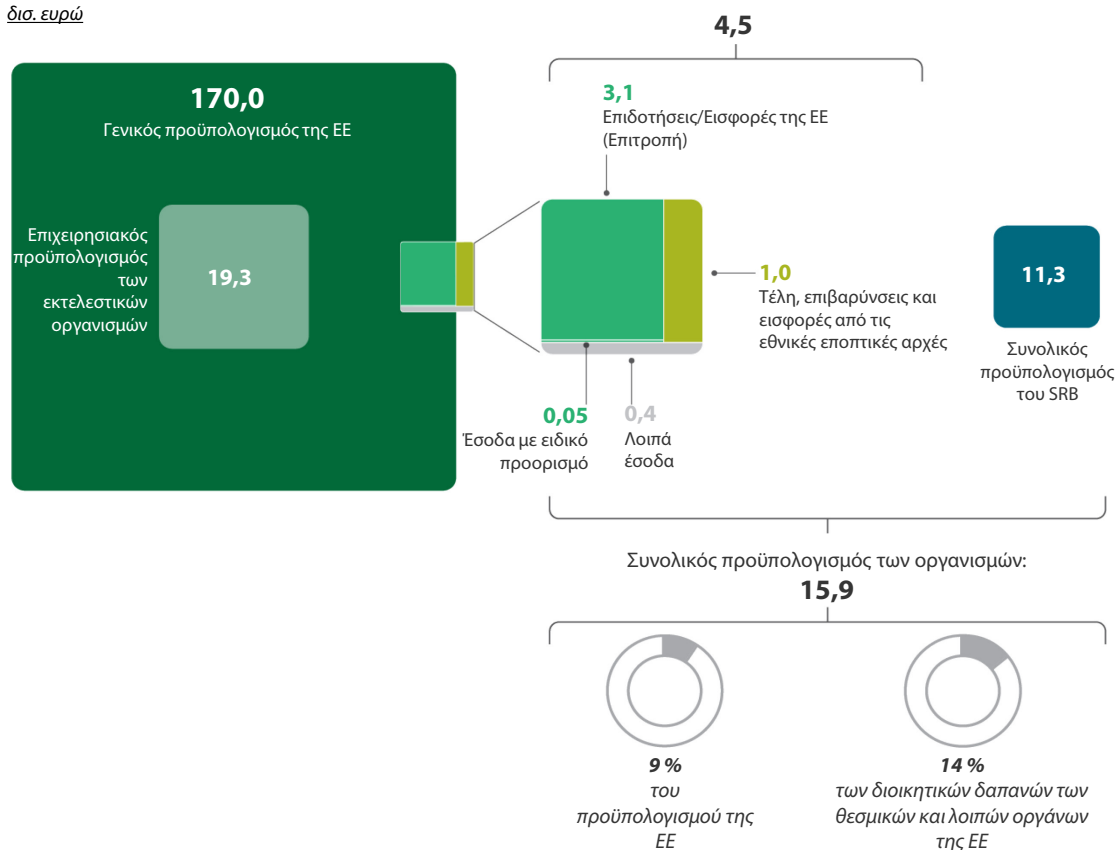 δισ. ευρώ
4,5
170,0
Γενικός προϋπολογισμός της ΕΕ
3,1
Επιδοτήσεις/Εισφορές της ΕΕ
(Επιτροπή)
Επιχειρησιακός
προϋπολογισμός
των
εκτελεστικών
οργανισμών
19,3
1,0
Τέλη, επιβαρύνσεις και
εισφορές από τις
εθνικές εποπτικές αρχές
11,3
Συνολικός
προϋπολογισμός
του SRB
0,05
Έσοδα με ειδικό
προορισμό
0,4
Λοιπά
έσοδα
Συνολικός προϋπολογισμός των οργανισμών:
15,9
9 %
του
προϋπολογισμού της
ΕΕ
14 %
των διοικητικών δαπανών των
θεσμικών και λοιπών οργάνων
της ΕΕ